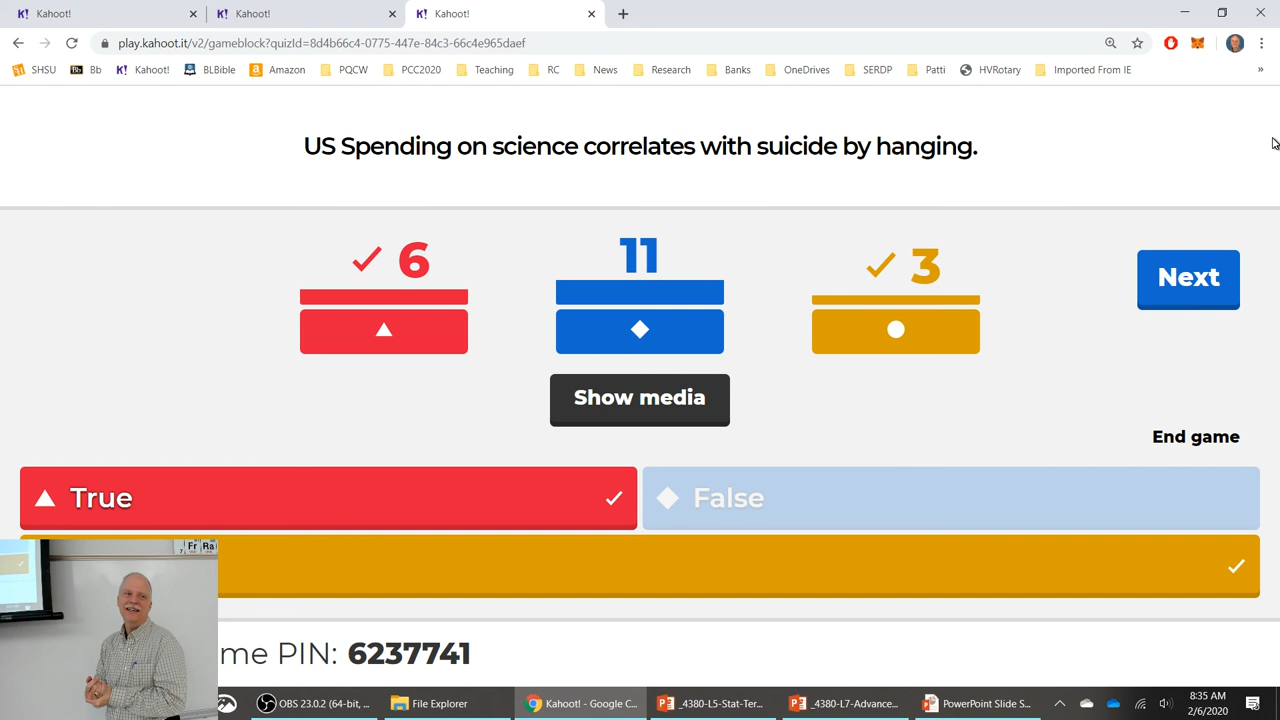 Kahoot!
Kahoot!
Kahoot!
play.kahoot.it/v2/gameblock?quizId=8d4b66c4-0775-447e-84c3-66c4e965daef
SHSU
Bb
Kahoot!
BLBible
Amazon
PQCW
PCC2020
Teaching
RC
News
Research
Banks
OneDrives
SERDP
Patti
HVRotary
Imported From IE
»
US Spending on science correlates with suicide by hanging.
6
11
3
Next
Show media
End game
True
False
Fr Ra
me PIN: 6237741
OBS 23.0.2 (64-bit, ...
File Explorer
Kahoot! - Google C...
_4380-L5-Stat-Ter...
_4380-L7-Advance...
PowerPoint Slide S...
8:35 AM
2/6/2020